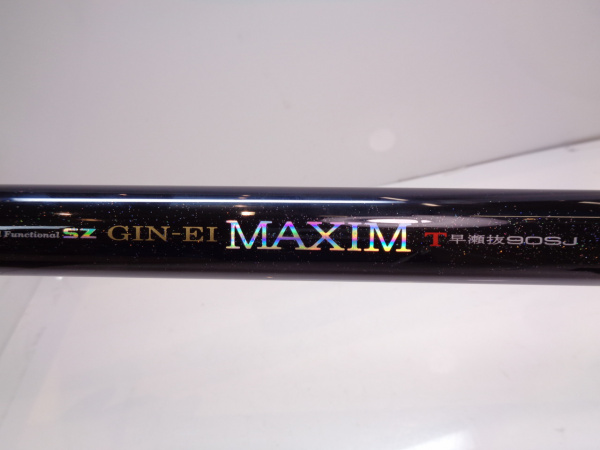 Functional SZ GIN-EI MAXIM T 早瀬抜90SJ